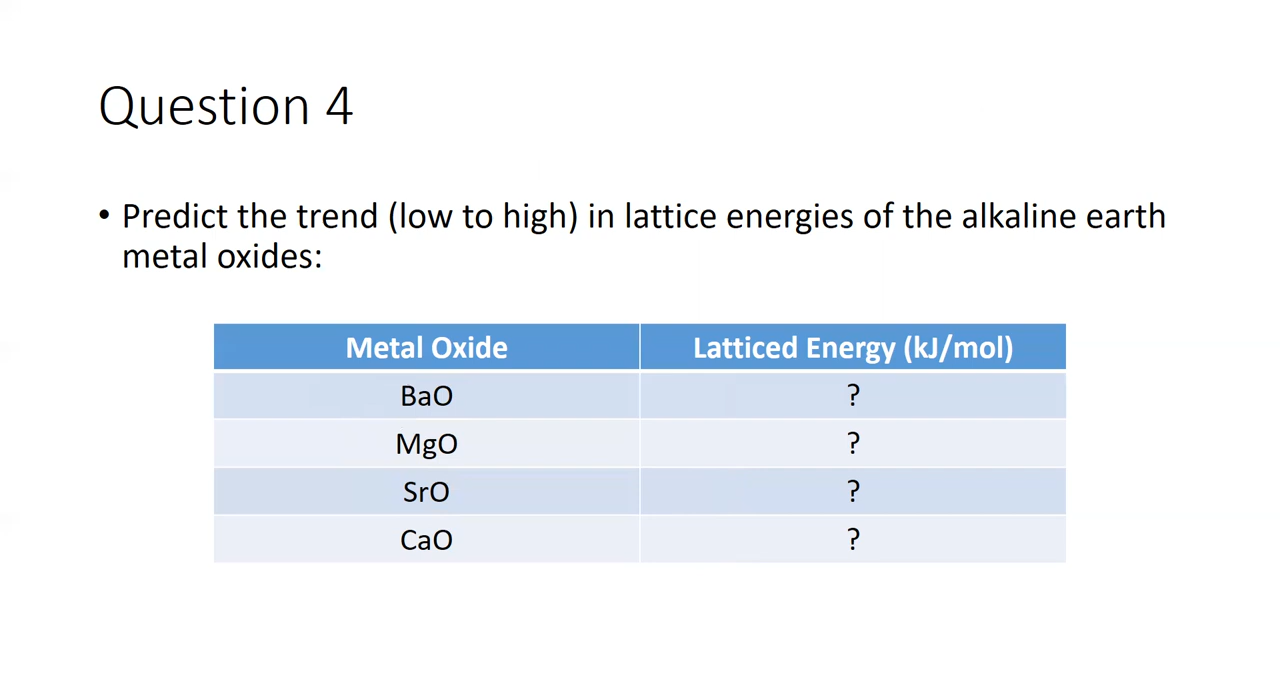 Question 4
• Predict the trend (low to high) in lattice energies of the alkaline earth
metal oxides:
Metal Oxide Latticed Energy (kJ/mol)
BaO ?
MgO ?
SrO ?
CaO ?